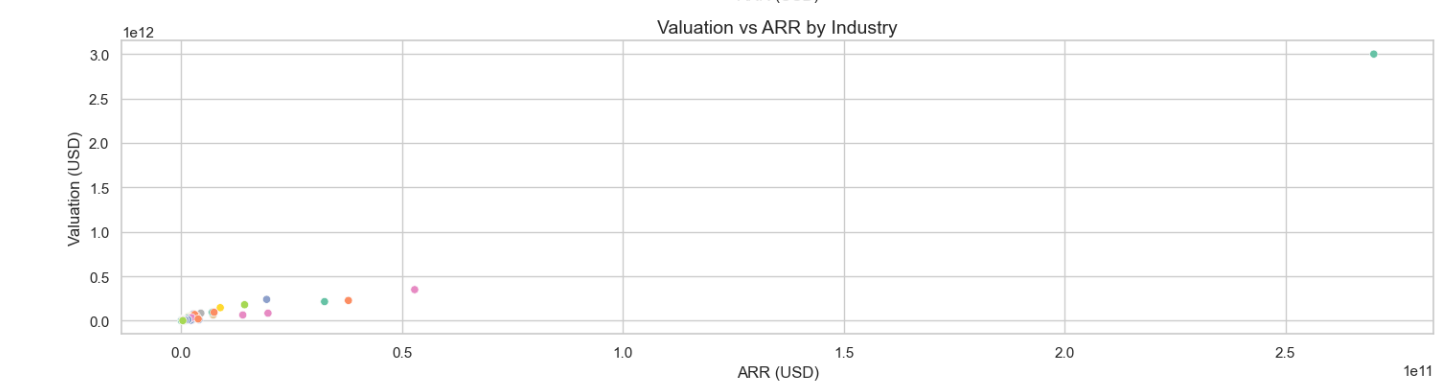 Valuation vs ARR by Industry
1e12
3.0
2.5
2.0
1.5
1.0
0.5
0.0
Valuation (USD)
0.0 0.5 1.0 1.5 2.0 2.5
ARR (USD)
1e11